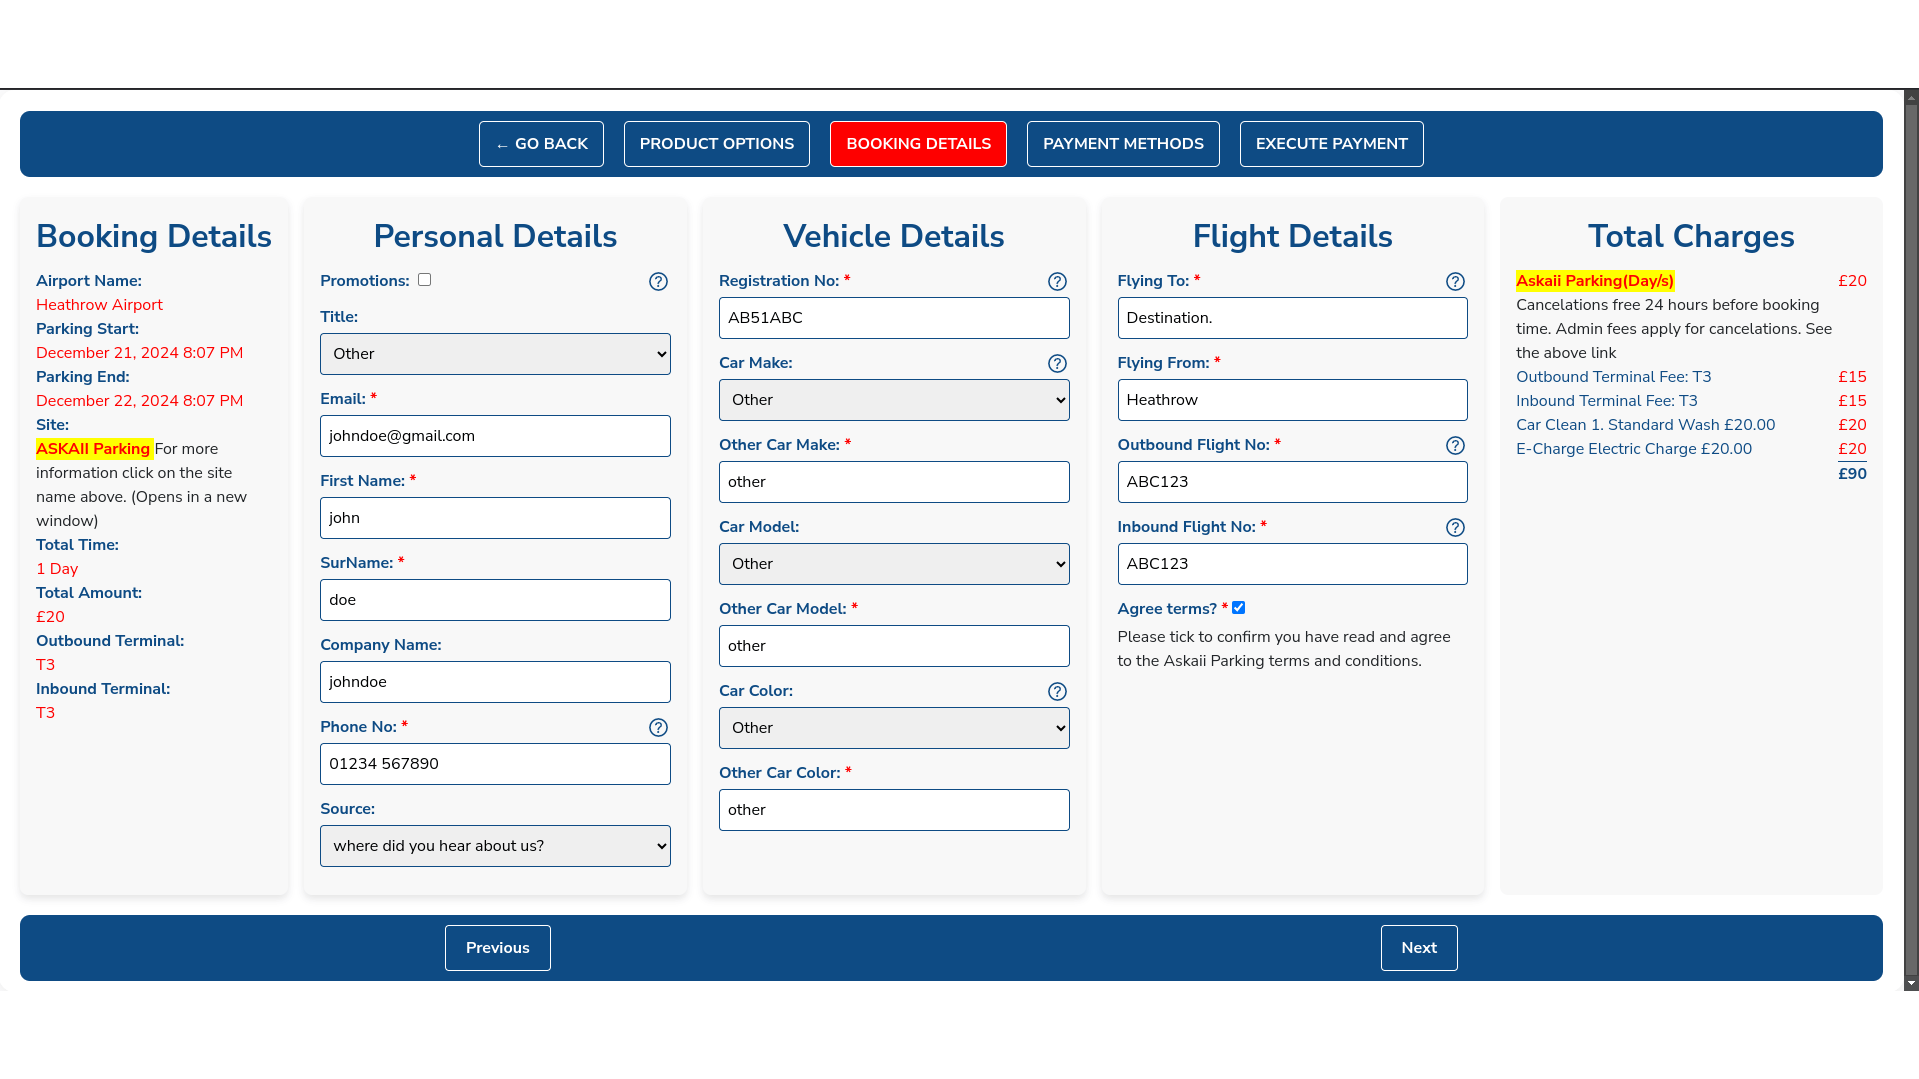 ← GO BACK
PRODUCT OPTIONS
BOOKING DETAILS
PAYMENT METHODS
EXECUTE PAYMENT
Booking Details
Airport Name:
Heathrow Airport
Parking Start:
December 21, 2024 8:07 PM
Parking End:
December 22, 2024 8:07 PM
Site:
ASKAII Parking For more
information click on the site
name above. (Opens in a new
window)
Total Time:
1 Day
Total Amount:
£20
Outbound Terminal:
T3
Inbound Terminal:
T3
Personal Details
Promotions:
Title:
Other
Email: *
johndoe@gmail.com
First Name: *
john
SurName: *
doe
Company Name:
johndoe
Phone No: *
01234 567890
Source:
where did you hear about us?
Vehicle Details
Registration No: *
AB51ABC
Car Make:
Other
Other Car Make: *
other
Car Model:
Other
Other Car Model: *
other
Car Color:
Other
Other Car Color: *
other
Flight Details
Flying To: *
Destination.
Flying From: *
Heathrow
Outbound Flight No: *
ABC123
Inbound Flight No: *
ABC123
Agree terms? *
Please tick to confirm you have read and agree
to the Askaii Parking terms and conditions.
Total Charges
Askaii Parking(Day/s) £20
Cancelations free 24 hours before booking
time. Admin fees apply for cancelations. See
the above link
Outbound Terminal Fee: T3 £15
Inbound Terminal Fee: T3 £15
Car Clean 1. Standard Wash £20.00 £20
E-Charge Electric Charge £20.00 £20
£90
Previous
Next